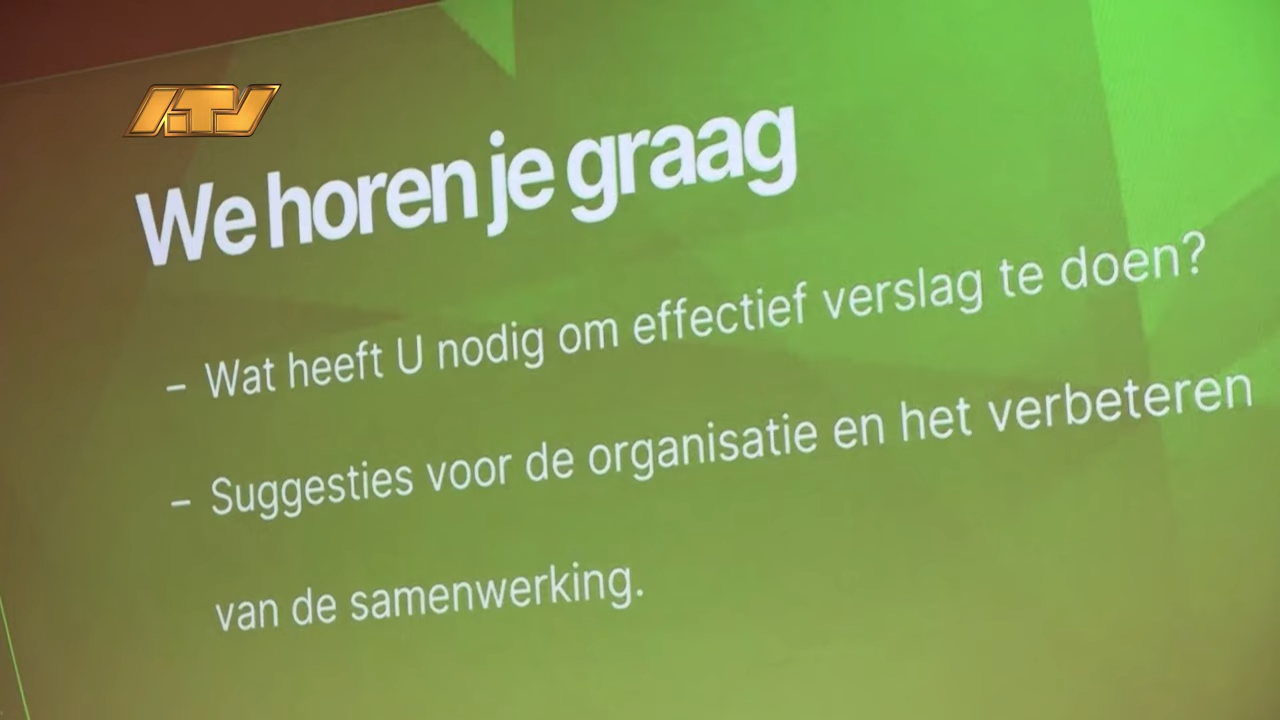 ATV
We horen je graag
– Wat heeft U nodig om effectief verslag te doen?
– Suggesties voor de organisatie en het verbeteren
van de samenwerking.